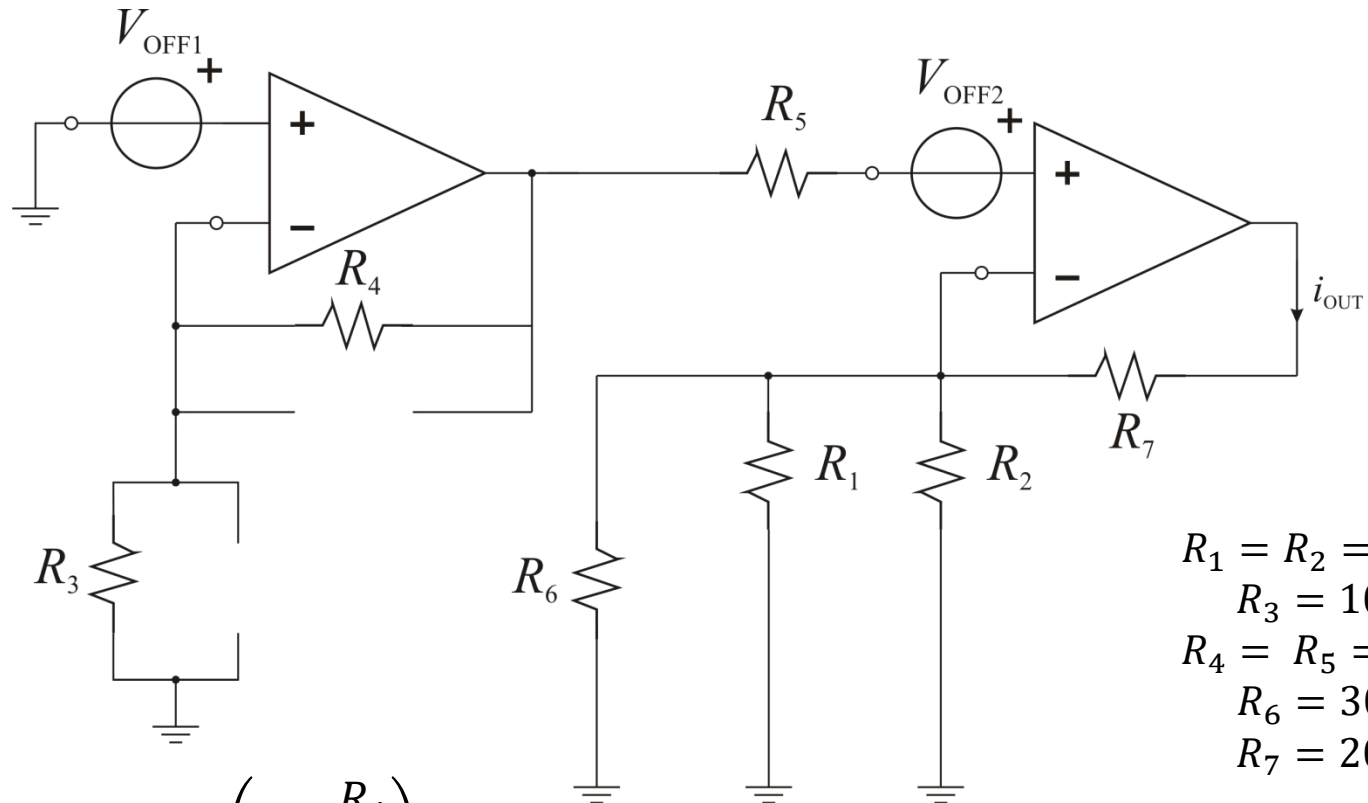 V_OFF1
+
+
−
R_4
R_3
R_5
V_OFF2
+
+
−
i_OUT
R_7
R_6
R_1
R_2
R_1 = R_2 =
R_3 = 10
R_4 = R_5 =
R_6 = 30
R_7 = 20